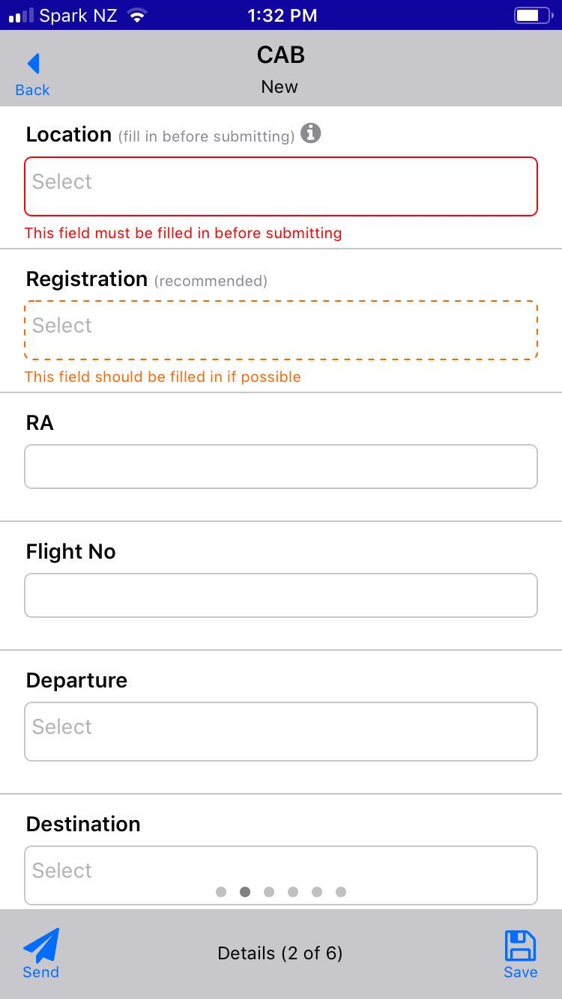 Spark NZ 1:32 PM
CAB
Back New
Location (fill in before submitting)
Select
This field must be filled in before submitting
Registration (recommended)
Select
This field should be filled in if possible
RA
Flight No
Departure
Select
Destination
Select
Details (2 of 6)
Send Save